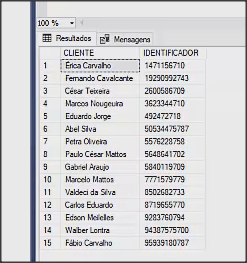 100 %
Resultados Mensagens
CLIENTE IDENTIFICADOR
1 Érica Carvalho 1471156710
2 Fernando Cavalcante 19290992743
3 César Teixeira 2600586709
4 Marcos Nougeuira 3623344710
5 Eduardo Jorge 492472718
6 Abel Silva 50534475787
7 Petra Oliveira 5576228758
8 Paulo César Mattos 5648641702
9 Gabriel Araujo 5840119709
10 Marcelo Mattos 7771579779
11 Valdeci da Silva 8502682733
12 Carlos Eduardo 8719655770
13 Edson Meilelles 9283760794
14 Walber Lontra 94387575700
15 Fábio Carvalho 95939180787